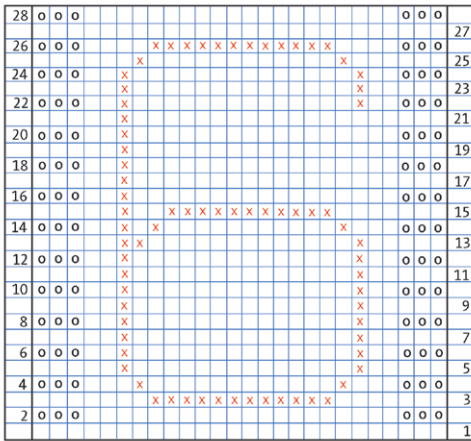 28 o o o o o o
27
26 o o o x x x x x x x x x x x x o o o
x x 25
24 o o o x x o o o
x x 23
22 o o o x x o o o
x 21
20 o o o x o o o
x 19
18 o o o x o o o
x 17
16 o o o x o o o
x x x x x x x x x x x x 15
14 o o o x x x o o o
x x x 13
12 o o o x x o o o
x x 11
10 o o o x x o o o
x x 9
8 o o o x x o o o
x x 7
6 o o o x x o o o
x x 5
4 o o o x x o o o
x x x x x x x x x x x x 3
2 o o o o o o
1